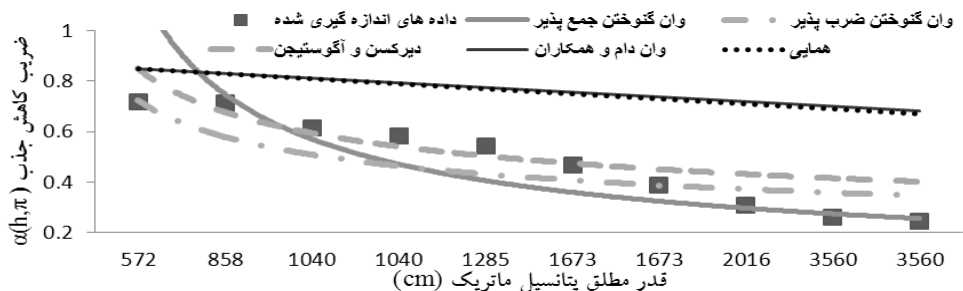 داده های اندازه گیری شده
وان گنوختن جمع پذیر
وان گنوختن ضرب پذیر
دیرکسن و آگوستیجن
وان دام و همکاران
همایی
ضریب کاهش جذب α(h,π)
1
0.8
0.6
0.4
0.2
572 858 1040 1040 1285 1673 1673 2016 3560 3560
قدر مطلق پتانسیل ماتریک (cm)